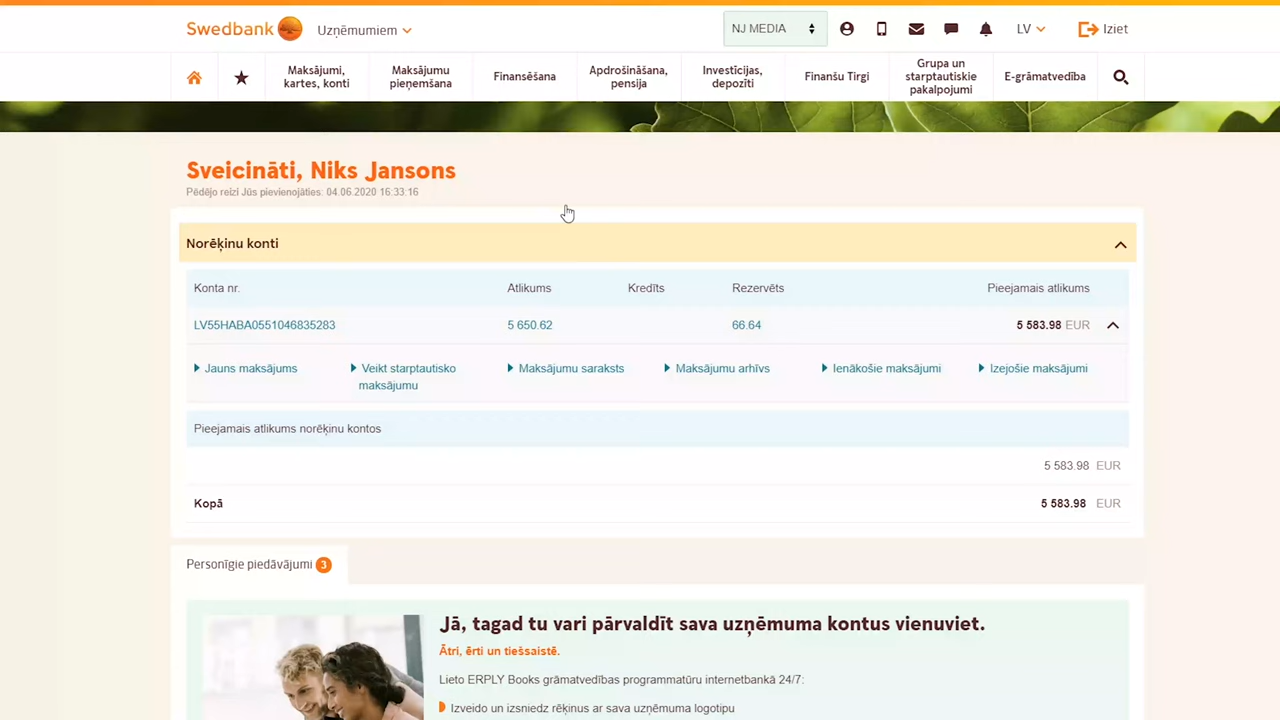 Swedbank
Uzņēmumiem
NJ MEDIA
LV
Iziet
Maksājumi, kartes, konti
Maksājumu pieņemšana
Finansēšana
Apdrošināšana, pensija
Investīcijas, depozīti
Finanšu Tirgi
Grupa un starptautiskie pakalpojumi
E-grāmatvedība
Sveicināti, Niks Jansons
Pēdējo reizi Jūs pievienojāties: 04.06.2020 16:33:16
Norēķinu konti
Konta nr. Atlikums Kredīts Rezervēts Pieejamais atlikums
LV55HABA0551046835283 5 650.62 66.64 5 583.98 EUR
Jauns maksājums
Veikt starptautisko maksājumu
Maksājumu saraksts
Maksājumu arhīvs
Ienākošie maksājumi
Izejošie maksājumi
Pieejamais atlikums norēķinu kontos
5 583.98 EUR
Kopā 5 583.98 EUR
Personīgie piedāvājumi 3
Jā, tagad tu vari pārvaldīt sava uzņēmuma kontus vienuviet.
Ātri, ērti un tiešsaistē.
Lieto ERPLY Books grāmatvedības programmatūru internetbankā 24/7:
Izveido un izsniedz rēķinus ar sava uzņēmuma logotipu